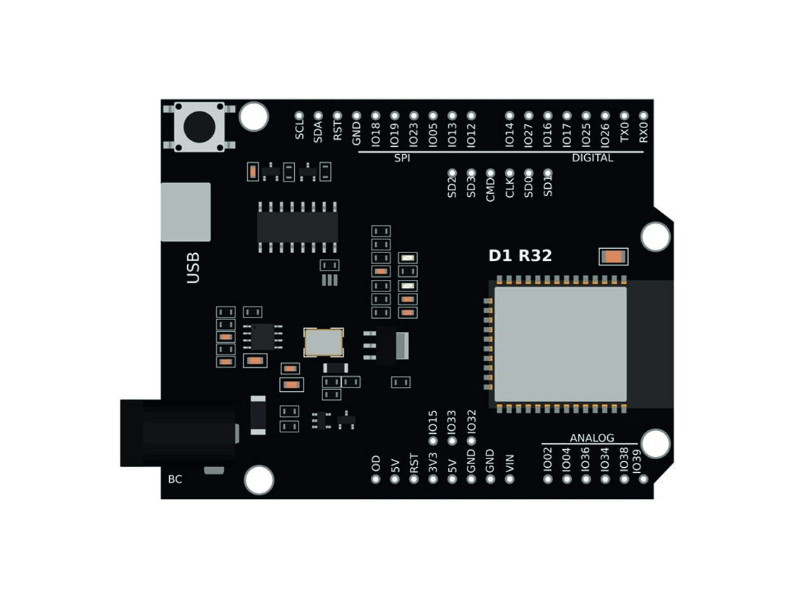 SCL SDA RST GND IO18 IO19 IO23 IO05 IO13 IO12 IO14 IO27 IO16 IO17 IO25 IO26 TX0 RX0
SPI DIGITAL
SD2 SD3 CMD CLK SD0 SD1
D1 R32
USB
IO15 IO33 IO32
ANALOG
OD 5V RST 3V3 5V GND GND VIN IO02 IO04 IO36 IO34 IO38 IO39
BC